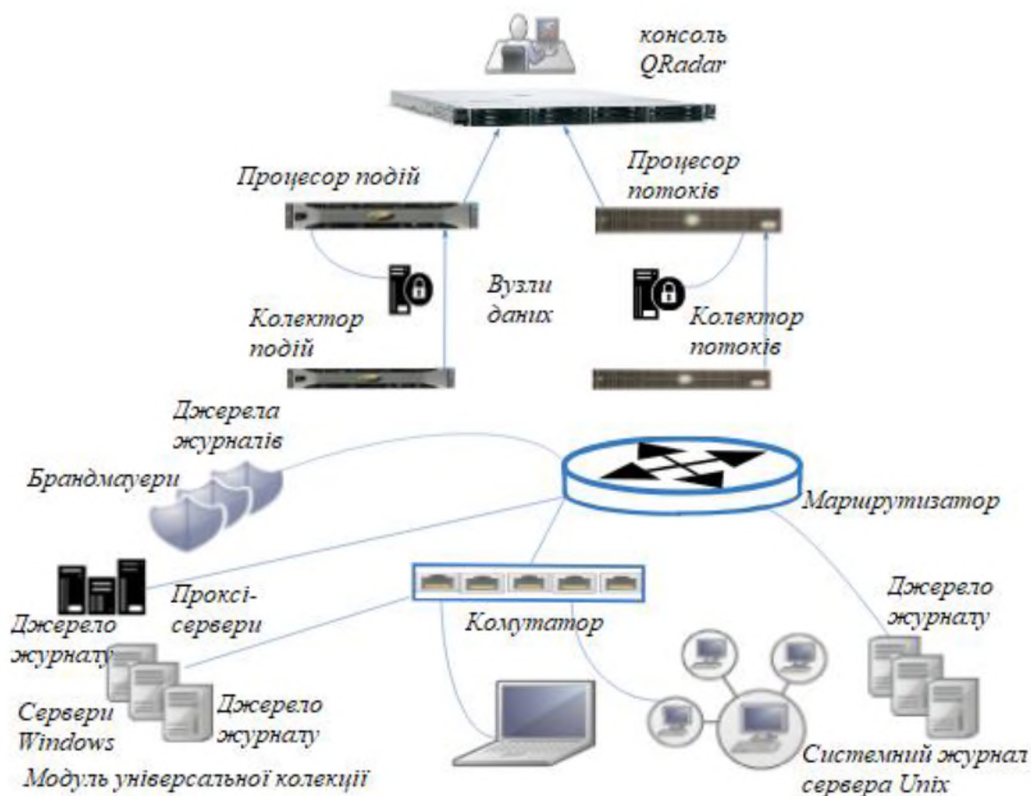 консоль
QRadar
Процесор подій
Процесор
потоків
Вузли
даних
Колектор
подій
Колектор
потоків
Джерела
журналів
Брандмауери
Маршрутизатор
Проксі-
сервери
Джерело
журналу
Комутатор
Джерело
журналу
Сервери
Windows
Джерело
журналу
Модуль універсальної колекції
Системний журнал
сервера Unix